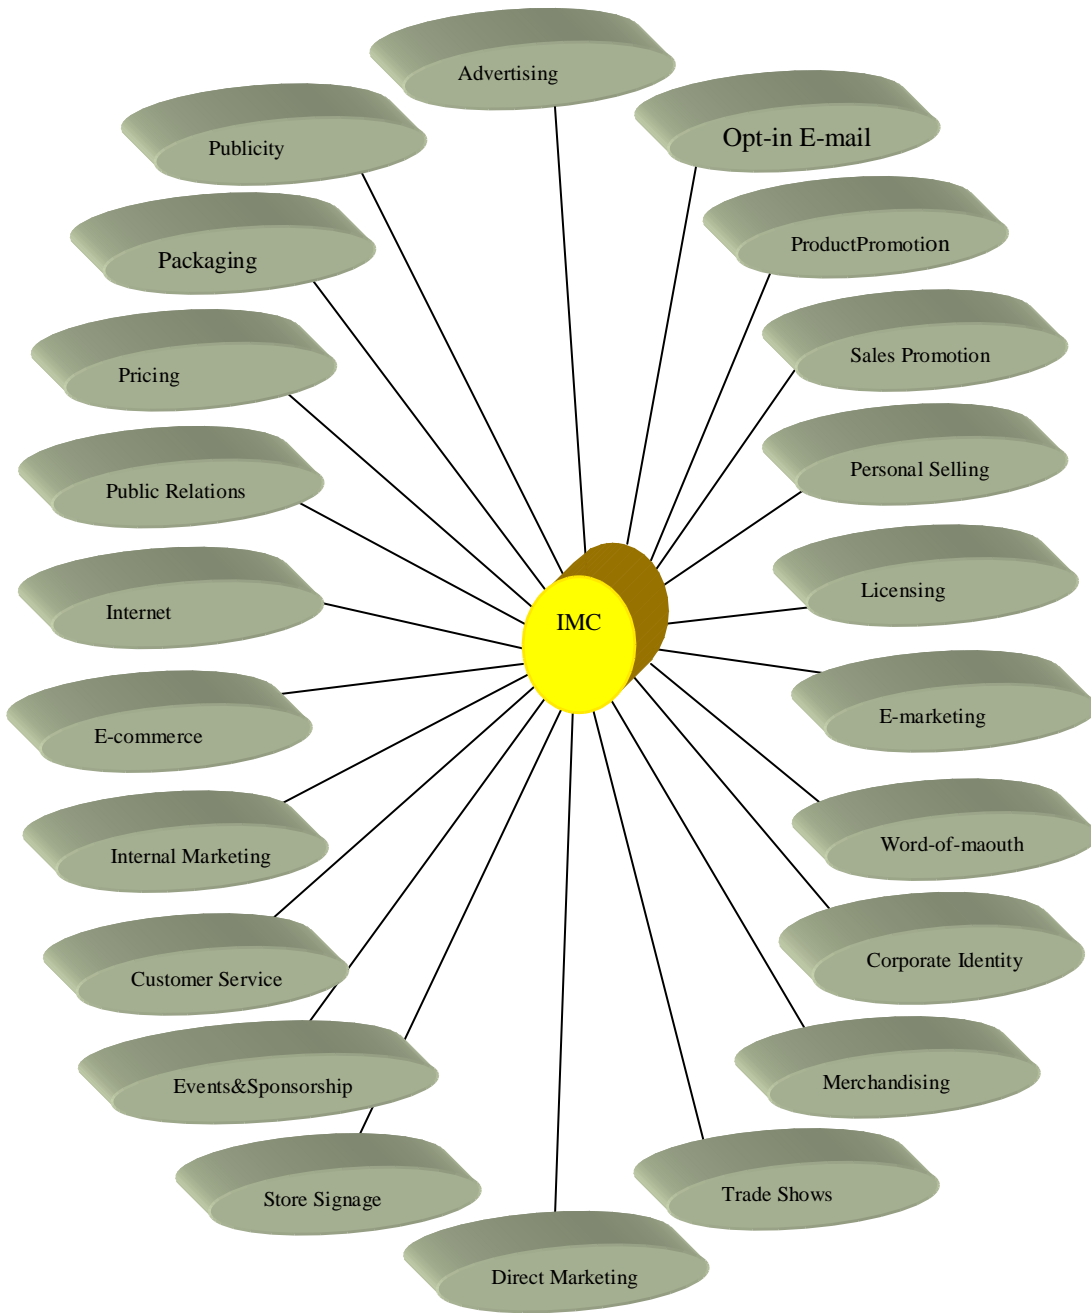 Advertising
Opt-in E-mail
Publicity
ProductPromotion
Packaging
Sales Promotion
Pricing
Personal Selling
Public Relations
Licensing
Internet
IMC
E-marketing
E-commerce
Word-of-maouth
Internal Marketing
Corporate Identity
Customer Service
Merchandising
Events&Sponsorship
Trade Shows
Store Signage
Direct Marketing